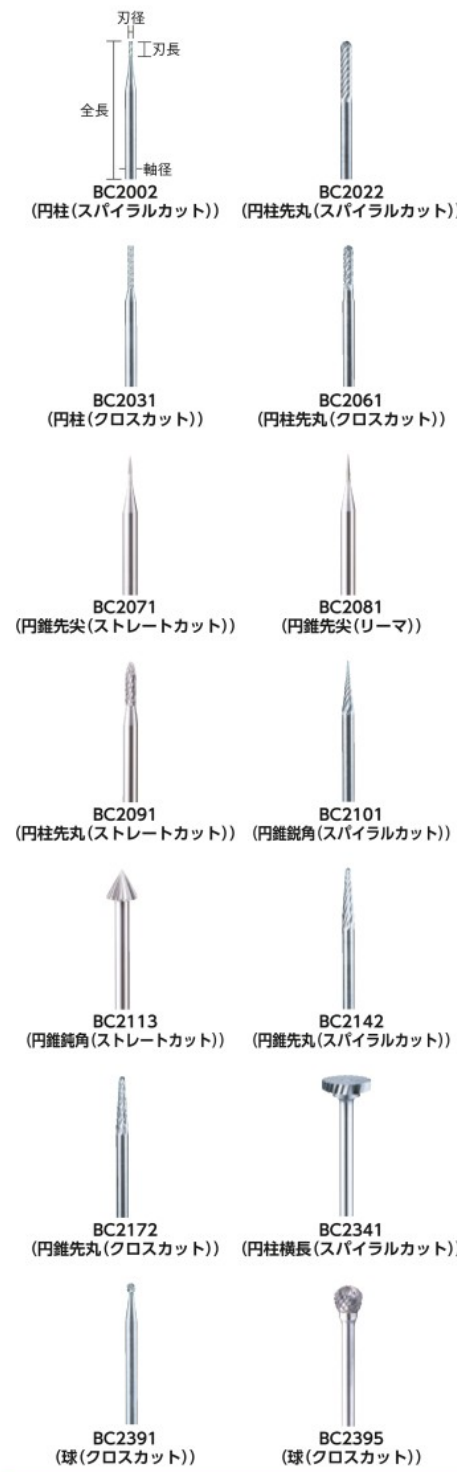 刃径
刃長
全長
軸径
BC2002
(円柱(スパイラルカット))
BC2022
(円柱先丸(スパイラルカット))
BC2031
(円柱(クロスカット))
BC2061
(円柱先丸(クロスカット))
BC2071
(円錐先尖(ストレートカット))
BC2081
(円錐先尖(リーマ))
BC2091
(円柱先丸(ストレートカット))
BC2101
(円錐鋭角(スパイラルカット))
BC2113
(円錐鈍角(ストレートカット))
BC2142
(円錐先丸(スパイラルカット))
BC2172
(円錐先丸(クロスカット))
BC2341
(円柱横長(スパイラルカット))
BC2391
(球(クロスカット))
BC2395
(球(クロスカット))